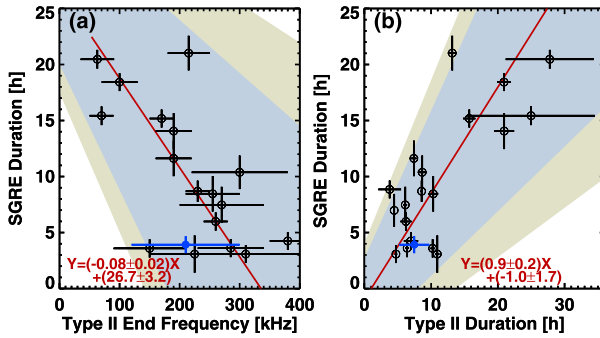 (a)
25
20
15
10
5
0
SGRE Duration [h]
Y=(-0.08±0.02)X
+(26.7±3.2)
0 100 200 300 400
Type II End Frequency [kHz]
(b)
25
20
15
10
5
0
SGRE Duration [h]
Y=(0.9±0.2)X
+(-1.0±1.7)
0 10 20 30
Type II Duration [h]